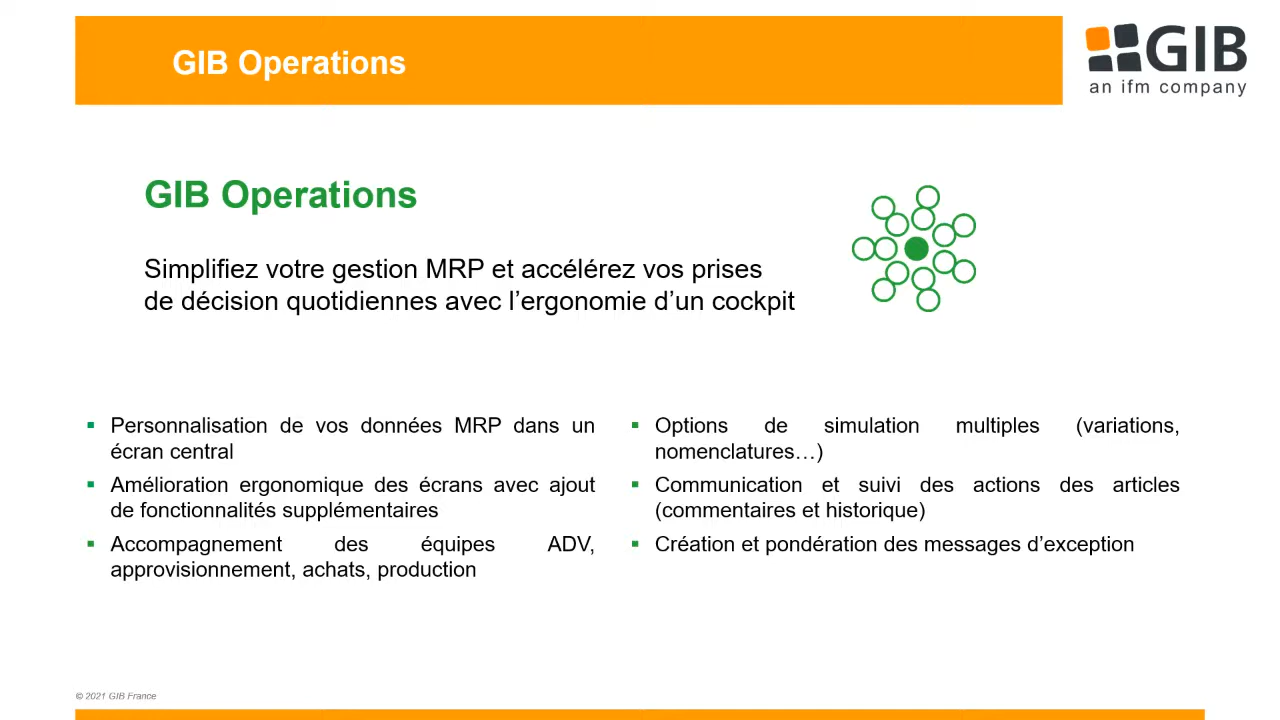 GIB Operations
GIB
an ifm company
GIB Operations
Simplifiez votre gestion MRP et accélérez vos prises
de décision quotidiennes avec l’ergonomie d’un cockpit
▪ Personnalisation de vos données MRP dans un
écran central
▪ Amélioration ergonomique des écrans avec ajout
de fonctionnalités supplémentaires
▪ Accompagnement des équipes ADV,
approvisionnement, achats, production
▪ Options de simulation multiples (variations,
nomenclatures…)
▪ Communication et suivi des actions des articles
(commentaires et historique)
▪ Création et pondération des messages d’exception
© 2021 GIB France